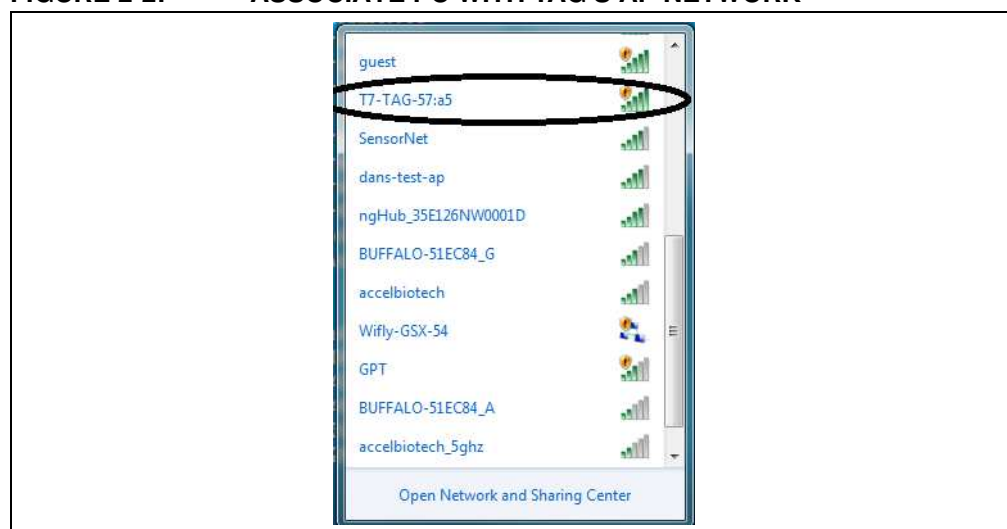 ASSOCIATE PC WITH TAG'S AP NETWORK
guest
T7-TAG-57:a5
SensorNet
dans-test-ap
ngHub_35E126NW0001D
BUFFALO-51EC84_G
accelbiotech
Wifly-GSX-54
GPT
BUFFALO-51EC84_A
accelbiotech_5ghz
Open Network and Sharing Center